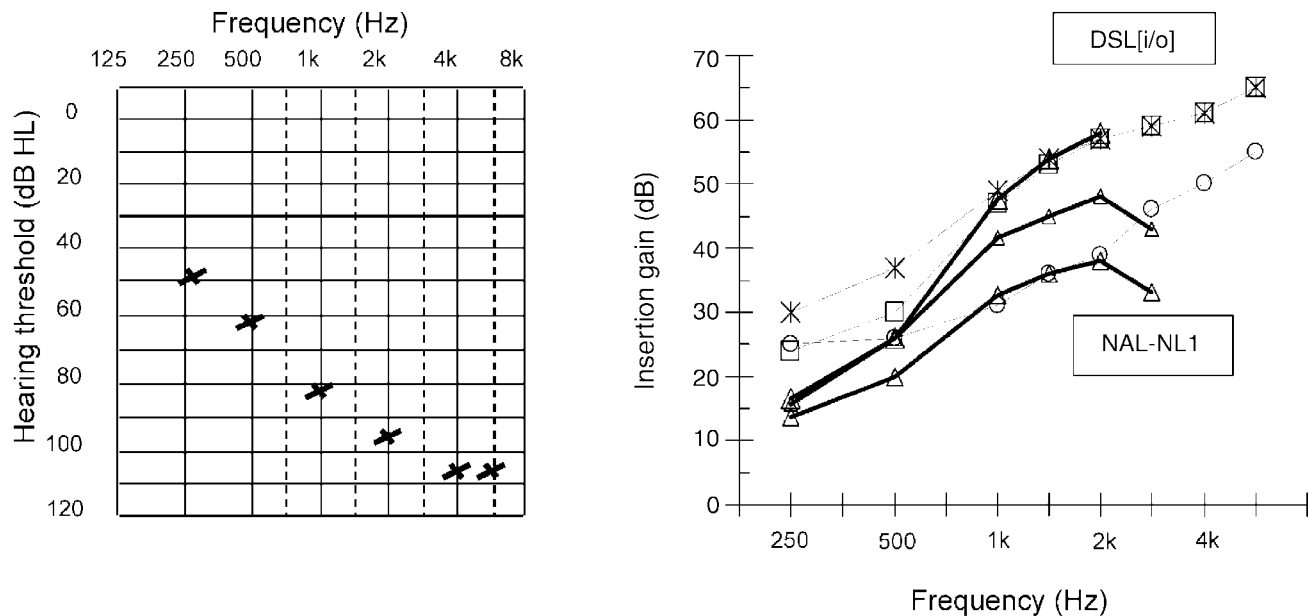 Frequency (Hz)
125 250 500 1k 2k 4k 8k
Hearing threshold (dB HL)
0
20
40
60
80
100
120
DSL[i/o]
Insertion gain (dB)
70
60
50
40
30
20
10
0
NAL-NL1
250 500 1k 2k 4k
Frequency (Hz)